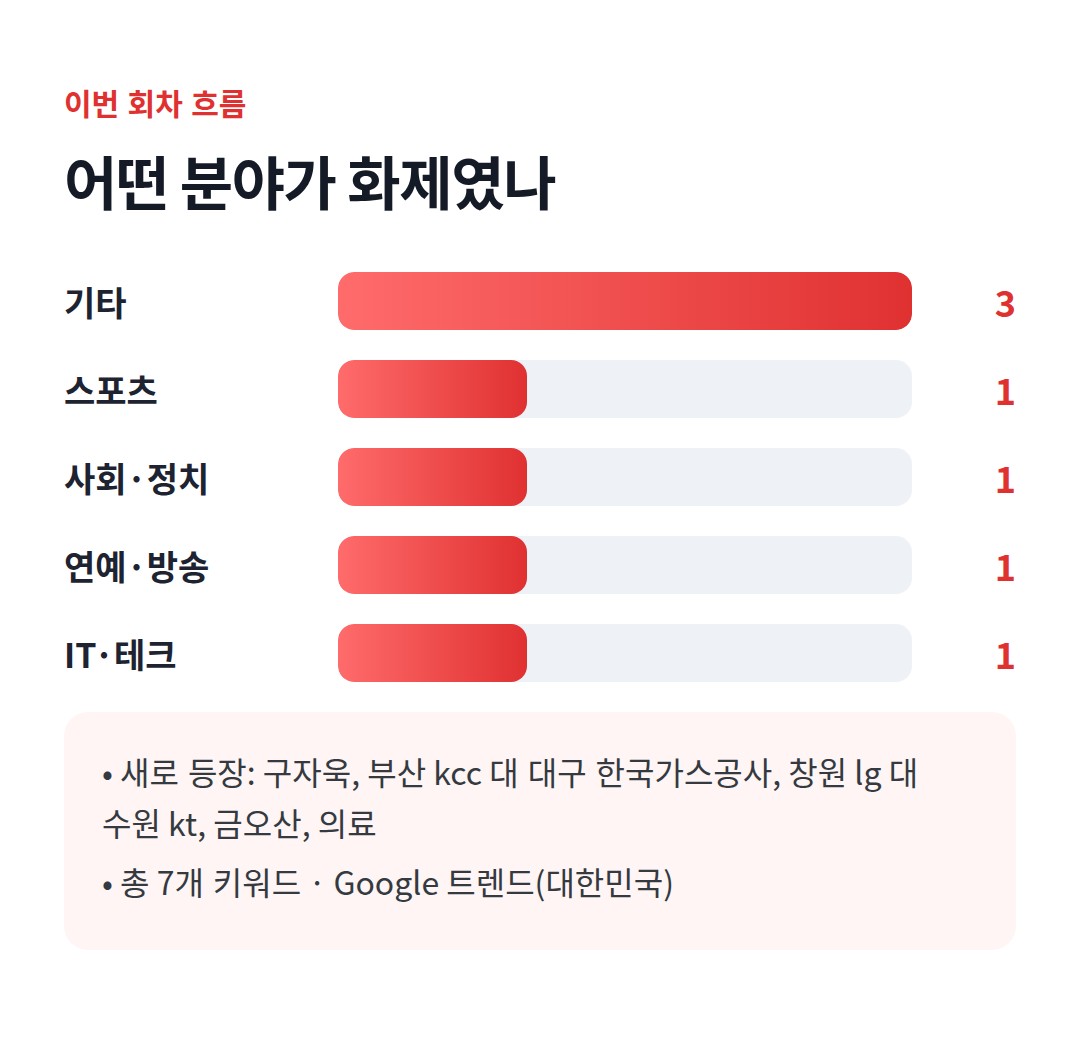 이번 회차 흐름
어떤 분야가 화제였나
기타 3
스포츠 1
사회·정치 1
연예·방송 1
IT·테크 1
• 새로 등장: 구자욱, 부산 kcc 대 대구 한국가스공사, 창원 lg 대
수원 kt, 금오산, 의료
• 총 7개 키워드 · Google 트렌드(대한민국)